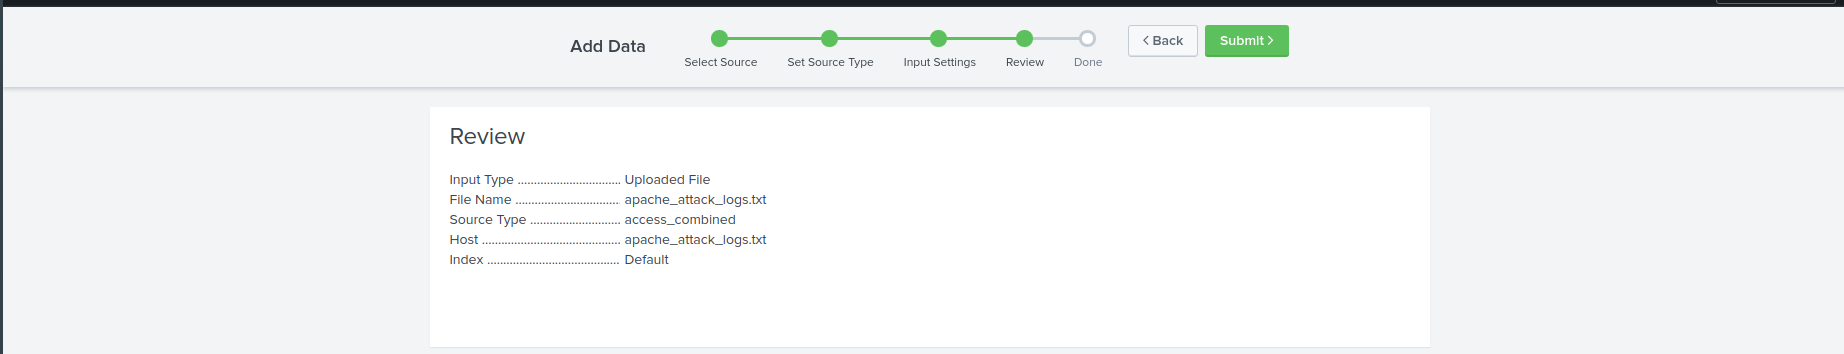 Add Data
Select Source
Set Source Type
Input Settings
Review
Done
< Back
Submit >
Review
Input Type ................................ Uploaded File
File Name ................................ apache_attack_logs.txt
Source Type ............................ access_combined
Host ........................................... apache_attack_logs.txt
Index ......................................... Default